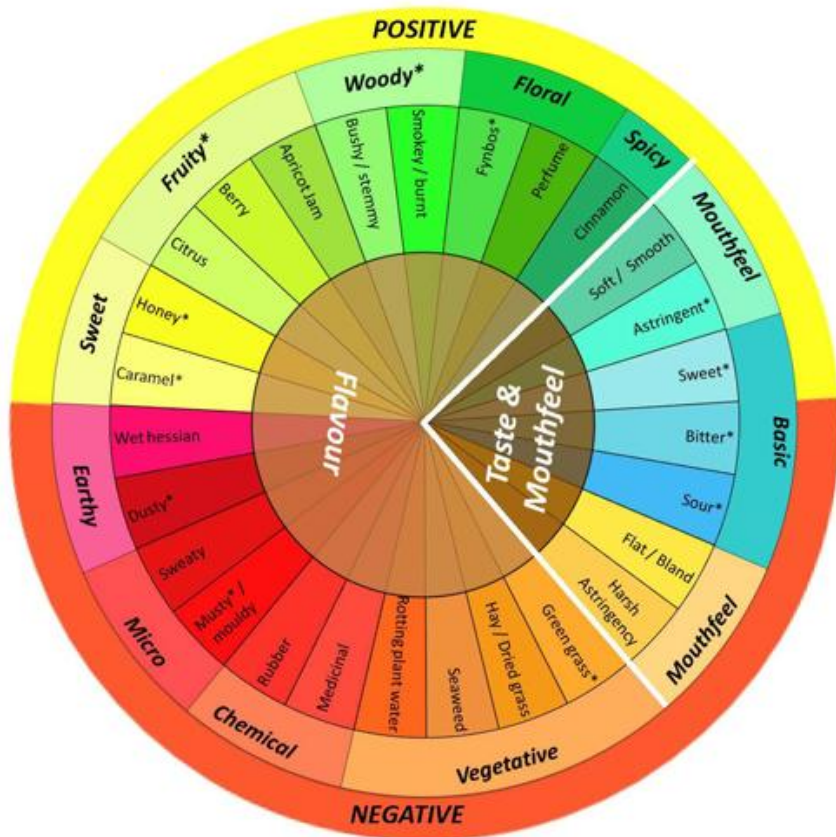 POSITIVE
Woody*
Floral
Spicy
Fruity*
Sweet
Mouthfeel
Basic
Mouthfeel
Vegetative
Chemical
Micro
Earthy
Bushy / stemmy
Smokey / burnt
Fynbos*
Perfume
Cinnamon
Soft / Smooth
Astringent*
Sweet*
Bitter*
Sour*
Flat / Bland
Harsh
Astringency
Green grass*
Hay / Dried grass
Seaweed
Rotting plant water
Medicinal
Rubber
Musty* /
mouldy
Sweaty
Dusty*
Wet hessian
Caramel*
Honey*
Citrus
Berry
Apricot Jam
Flavour
Taste &
Mouthfeel
NEGATIVE